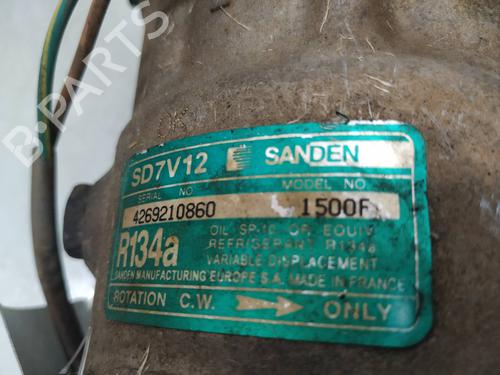 B-PARTS
SD7V12 SANDEN
SERIAL NO MODEL NO.
4269210860 1500F
R134a
OIL SP-10 OR EQUIV
REFRIGERANT R134a
VARIABLE DISPLACEMENT
SANDEN MANUFACTURING EUROPE S.A. MADE IN FRANCE
ROTATION C.W. ONLY